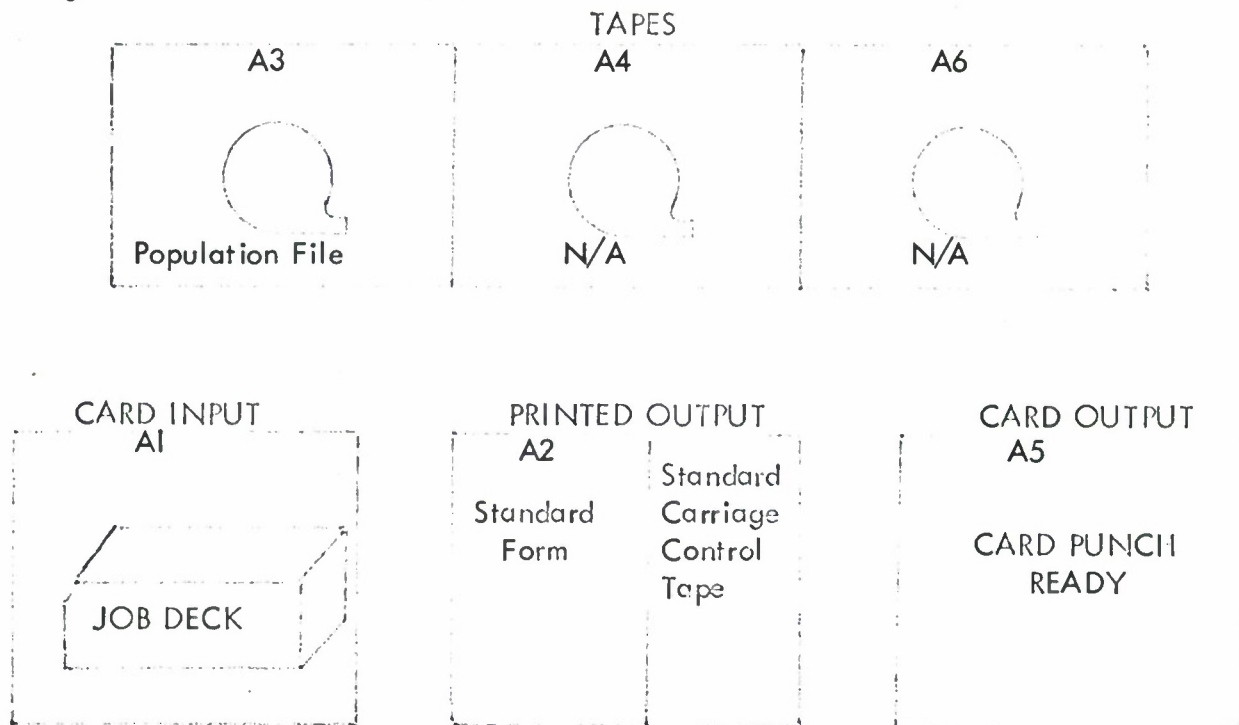 TAPES
A3
A4
A6
Population File
N/A
N/A
CARD INPUT
A1
JOB DECK
PRINTED OUTPUT
A2
Standard
Form
Standard
Carriage
Control
Tape
CARD OUTPUT
A5
CARD PUNCH
READY